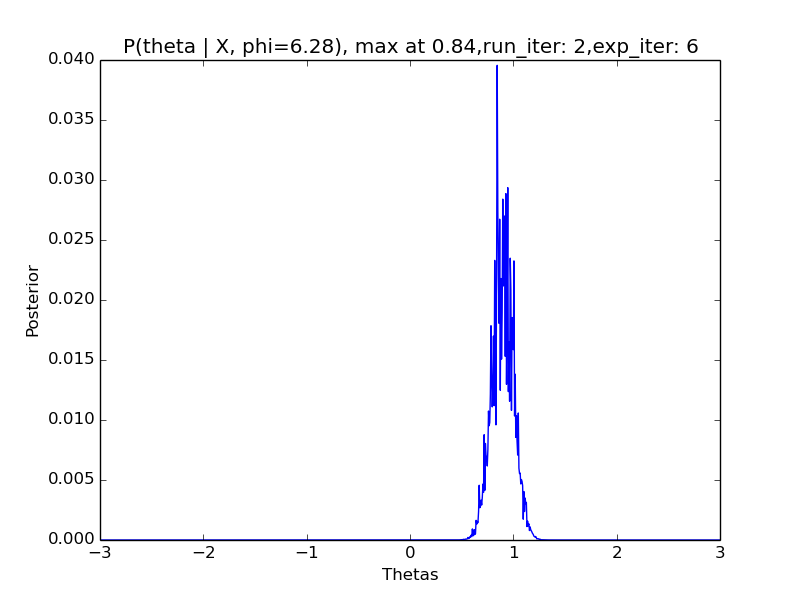 P(theta | X, phi=6.28), max at 0.84,run_iter: 2,exp_iter: 6
0.040
0.035
0.030
0.025
0.020
0.015
0.010
0.005
0.000
Posterior
−3 −2 −1 0 1 2 3
Thetas